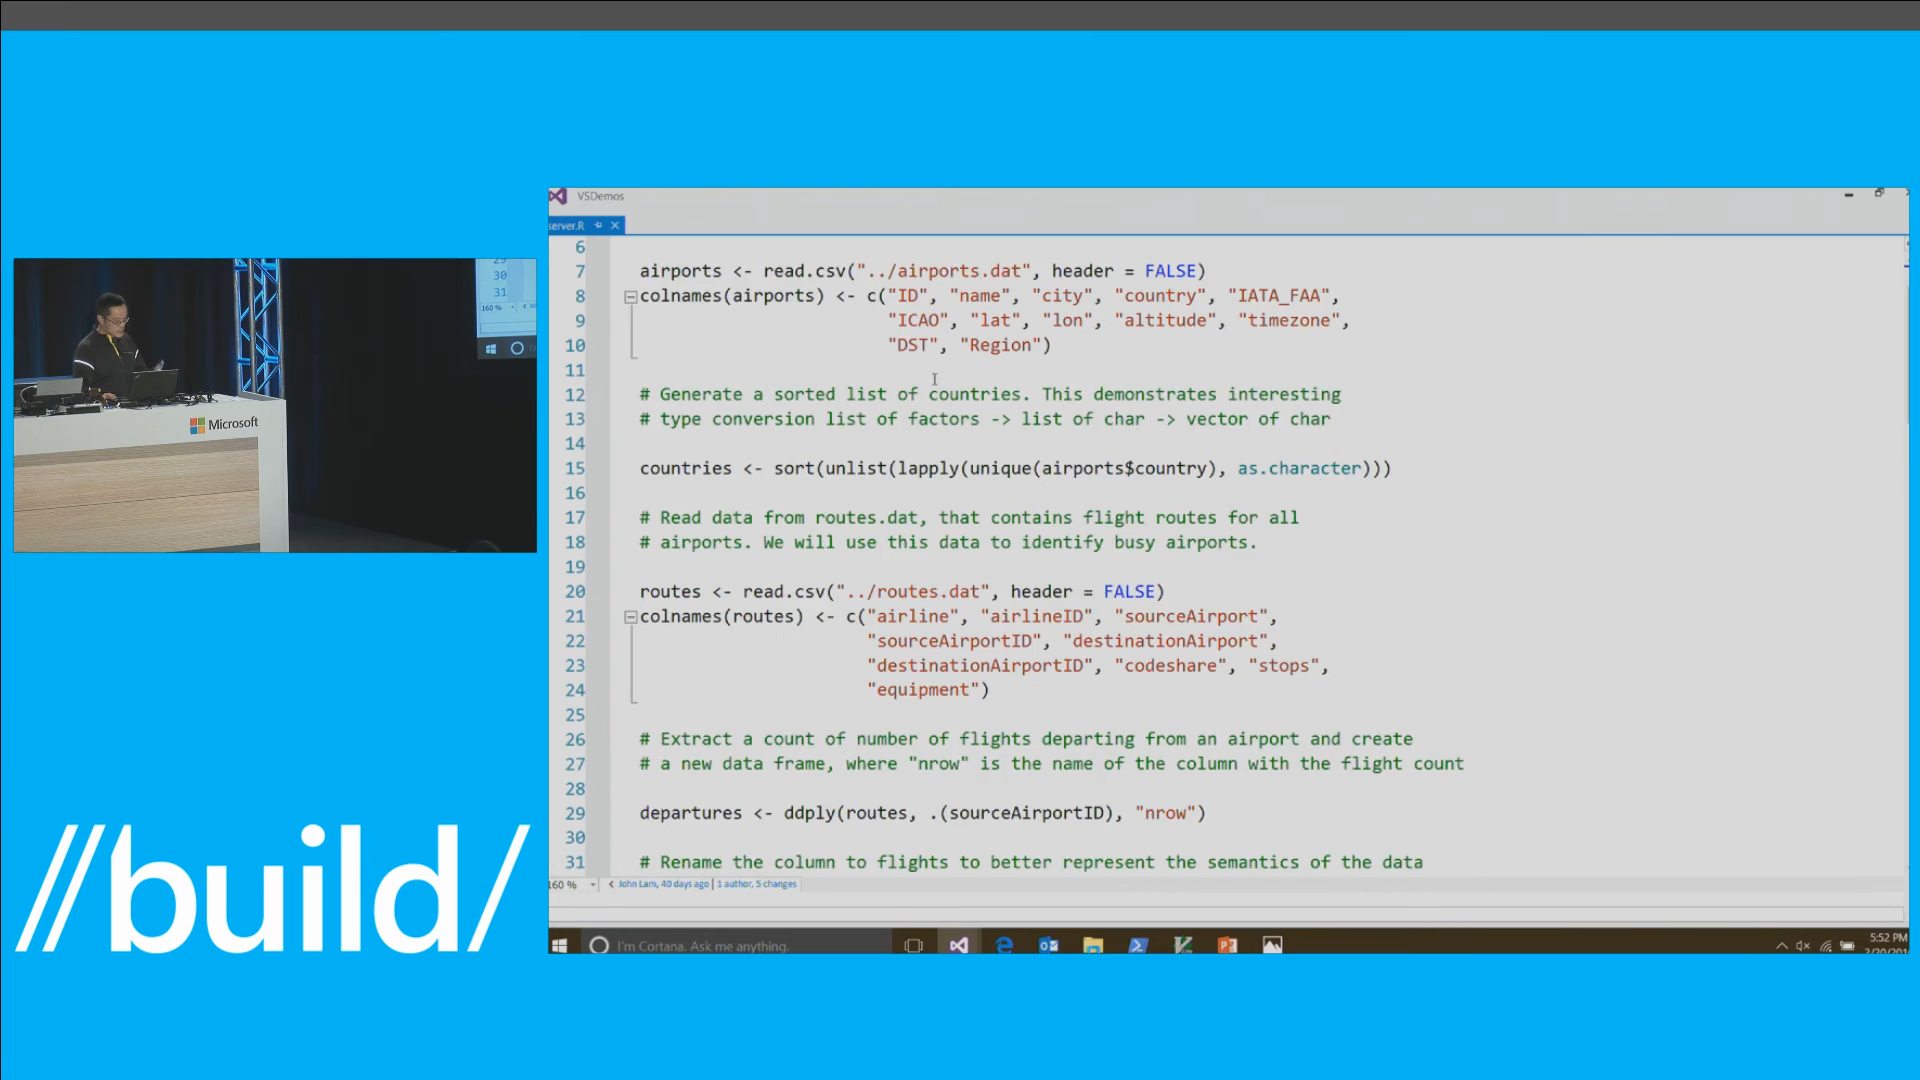 VSDemos
server.R
6
7 airports <- read.csv("../airports.dat", header = FALSE)
8 colnames(airports) <- c("ID", "name", "city", "country", "IATA_FAA",
9 "ICAO", "lat", "lon", "altitude", "timezone",
10 "DST", "Region")
11
12 # Generate a sorted list of countries. This demonstrates interesting
13 # type conversion list of factors -> list of char -> vector of char
14
15 countries <- sort(unlist(lapply(unique(airports$country), as.character)))
16
17 # Read data from routes.dat, that contains flight routes for all
18 # airports. We will use this data to identify busy airports.
19
20 routes <- read.csv("../routes.dat", header = FALSE)
21 colnames(routes) <- c("airline", "airlineID", "sourceAirport",
22 "sourceAirportID", "destinationAirport",
23 "destinationAirportID", "codeshare", "stops",
24 "equipment")
25
26 # Extract a count of number of flights departing from an airport and create
27 # a new data frame, where "nrow" is the name of the column with the flight count
28
29 departures <- ddply(routes, .(sourceAirportID), "nrow")
30
31 # Rename the column to flights to better represent the semantics of the data
160 % John Lam, 40 days ago | 1 author, 5 changes
I'm Cortana. Ask me anything.
5:52 PM
30
31
160 %
Microsoft
//build/